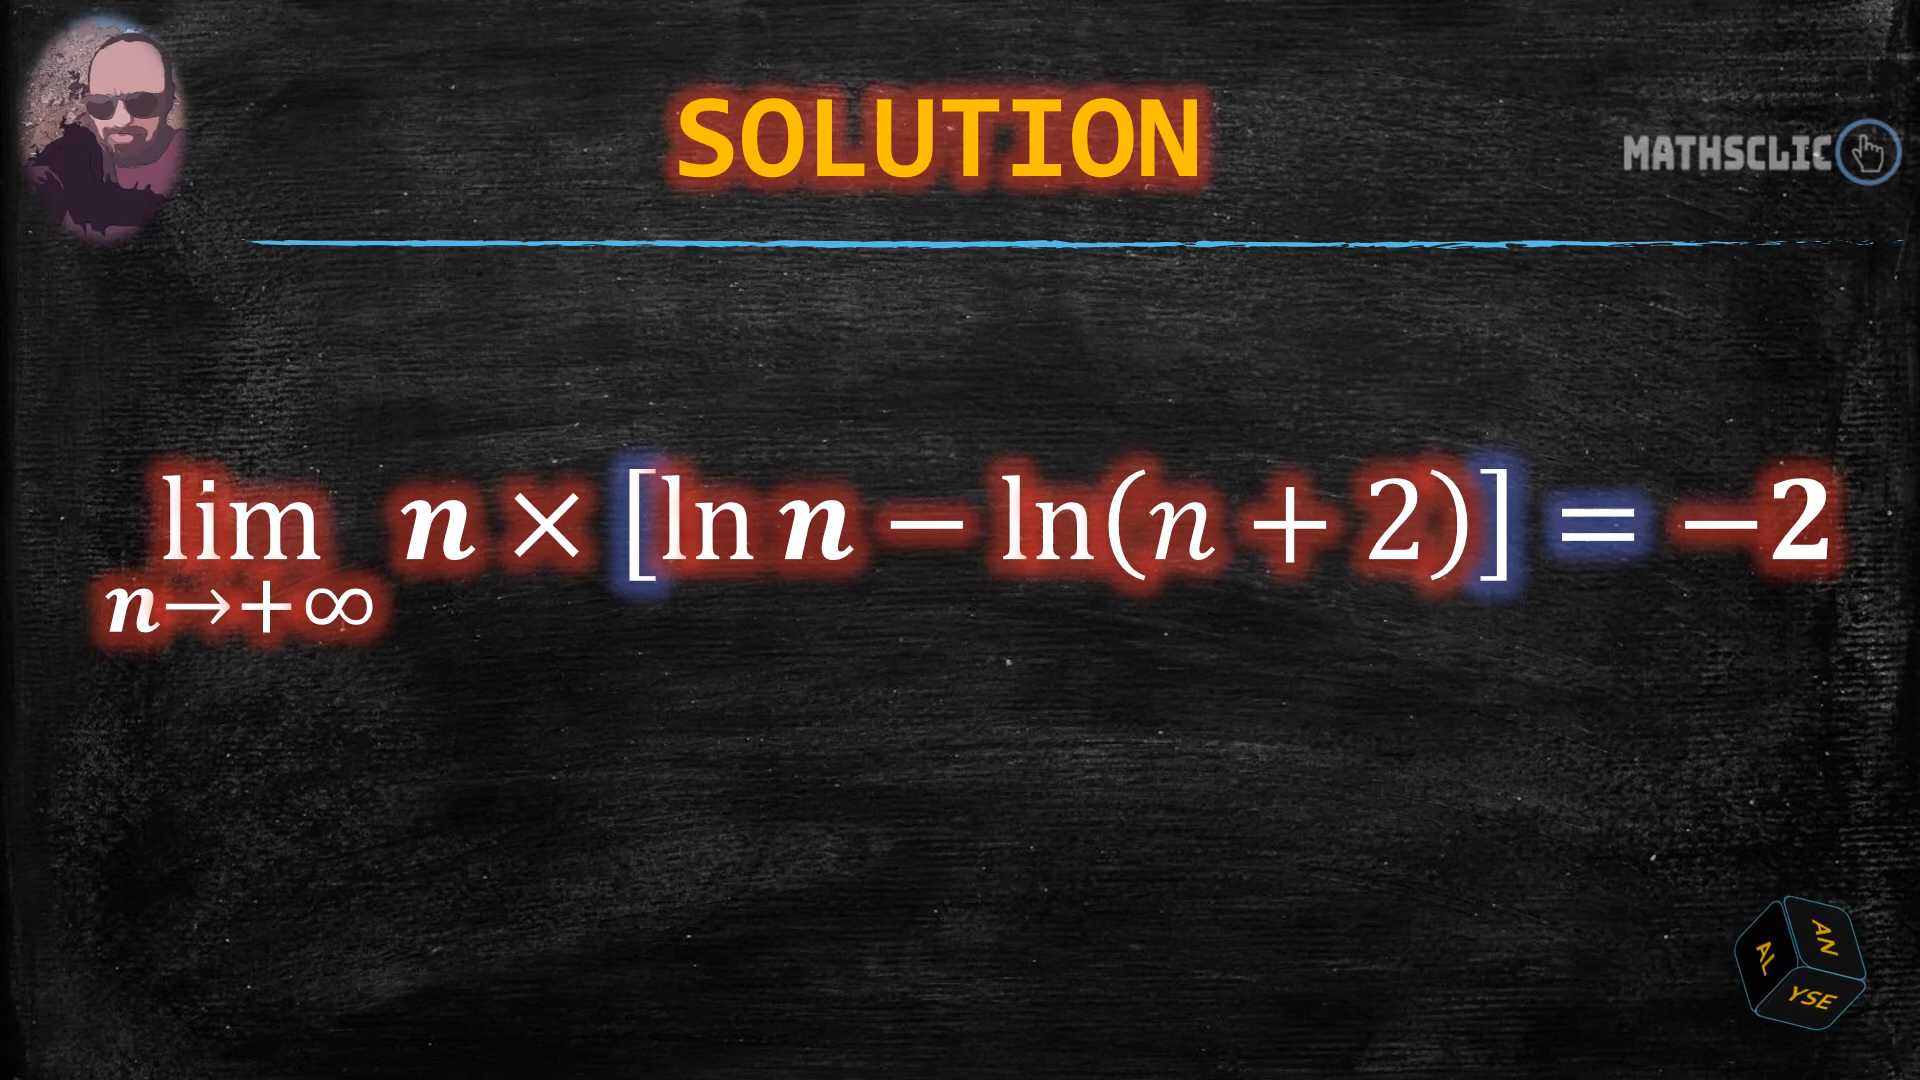 SOLUTION
MATHSCLIC
lim n × [ln n − ln(n + 2)] = −2
n→+∞
AN
AL
YSE